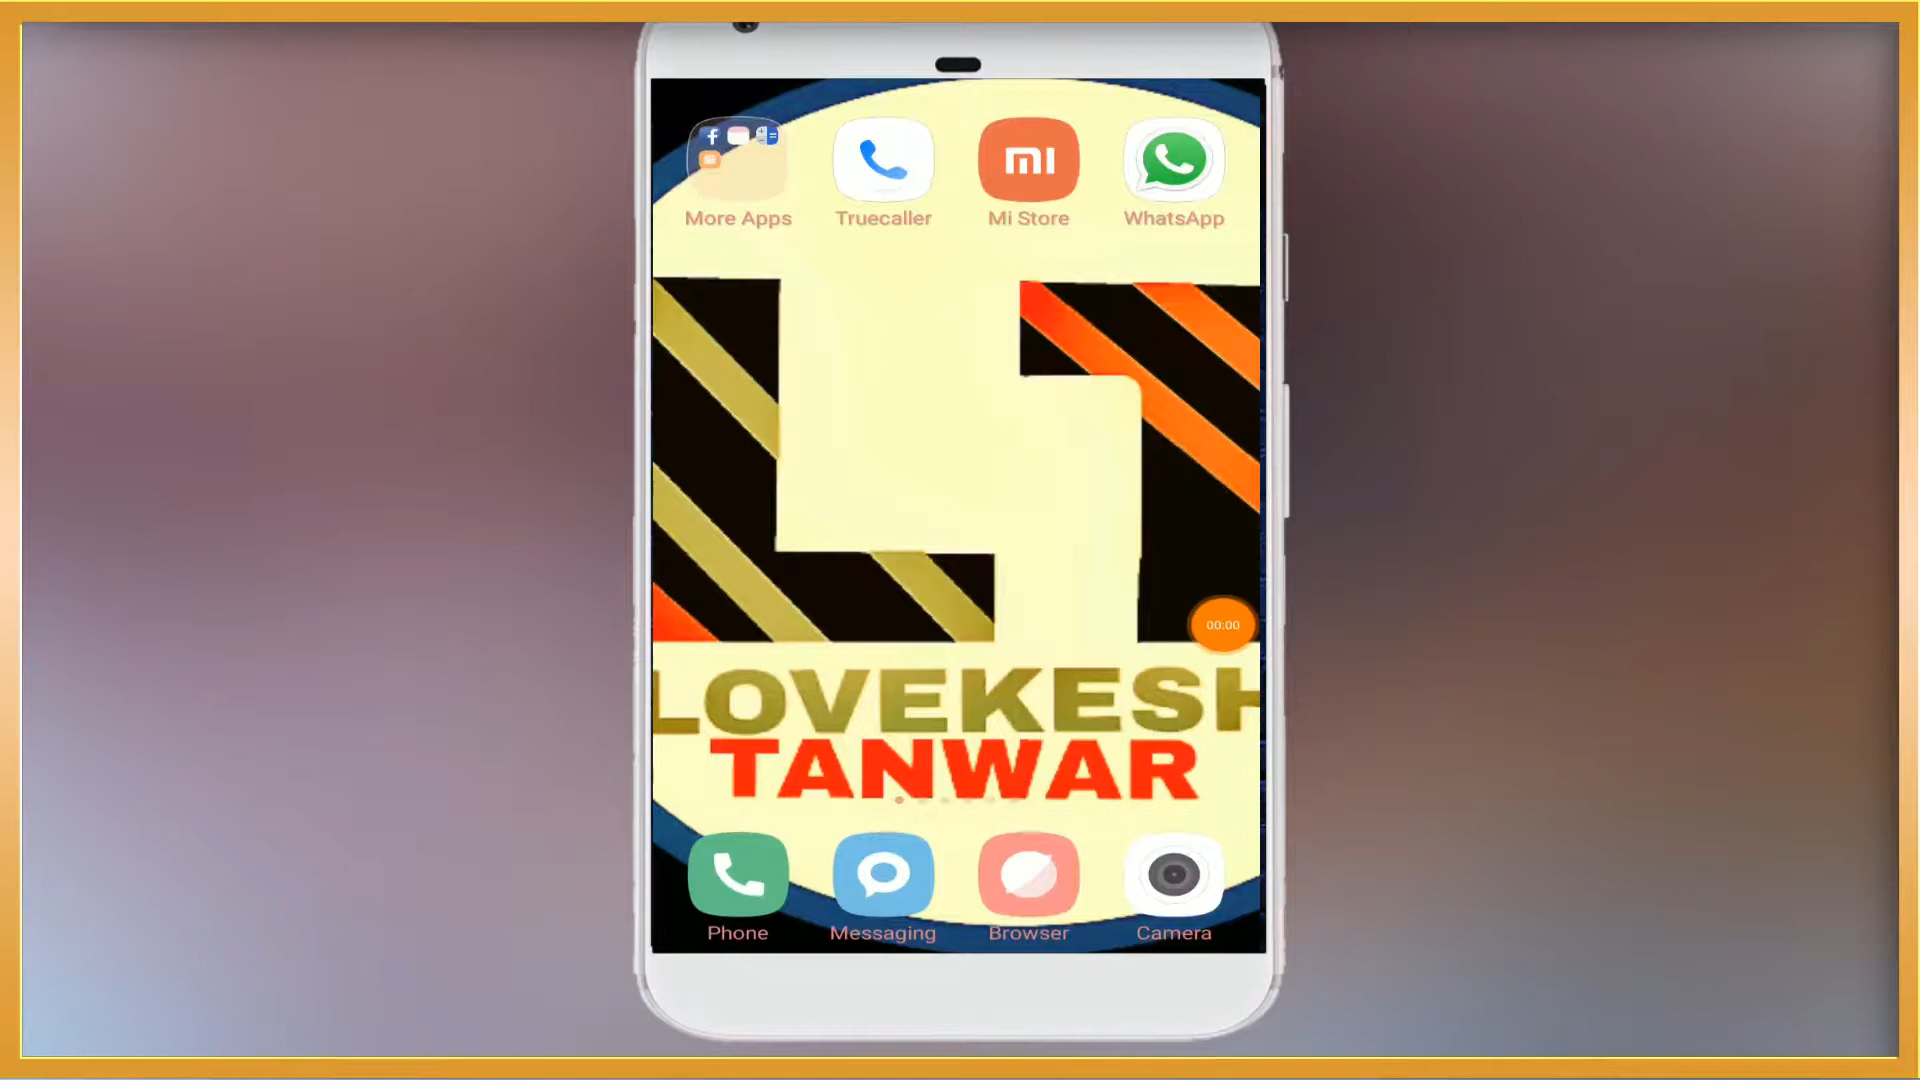 More Apps Truecaller Mi Store WhatsApp
00:00
LOVEKESH
TANWAR
Phone Messaging Browser Camera